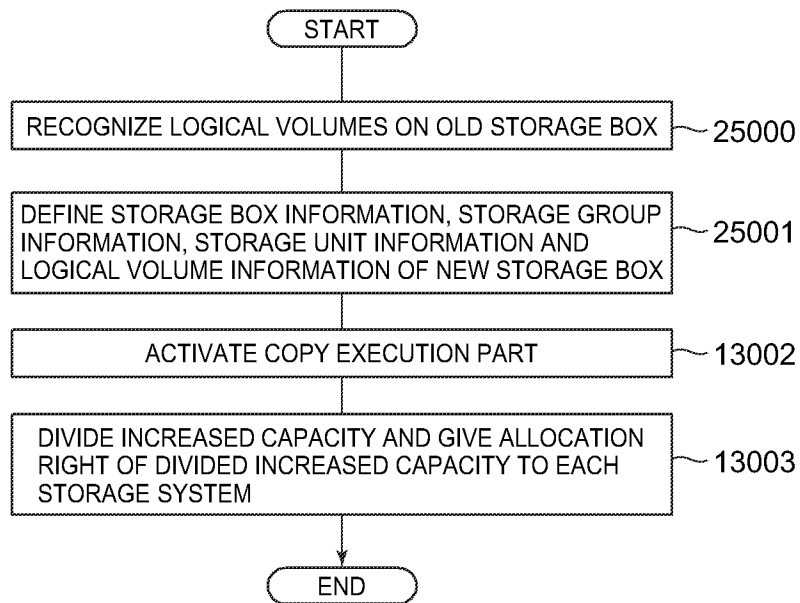 START
RECOGNIZE LOGICAL VOLUMES ON OLD STORAGE BOX
25000
DEFINE STORAGE BOX INFORMATION, STORAGE GROUP
INFORMATION, STORAGE UNIT INFORMATION AND
LOGICAL VOLUME INFORMATION OF NEW STORAGE BOX
25001
ACTIVATE COPY EXECUTION PART
13002
DIVIDE INCREASED CAPACITY AND GIVE ALLOCATION
RIGHT OF DIVIDED INCREASED CAPACITY TO EACH
STORAGE SYSTEM
13003
END